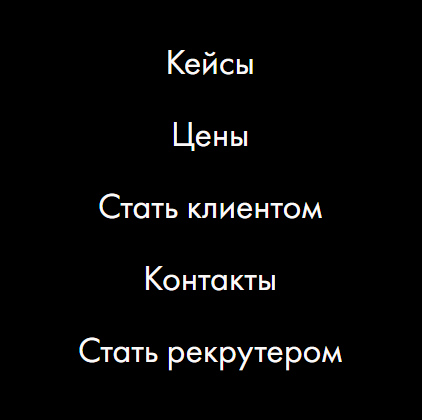 Кейсы
Цены
Стать клиентом
Контакты
Стать рекрутером